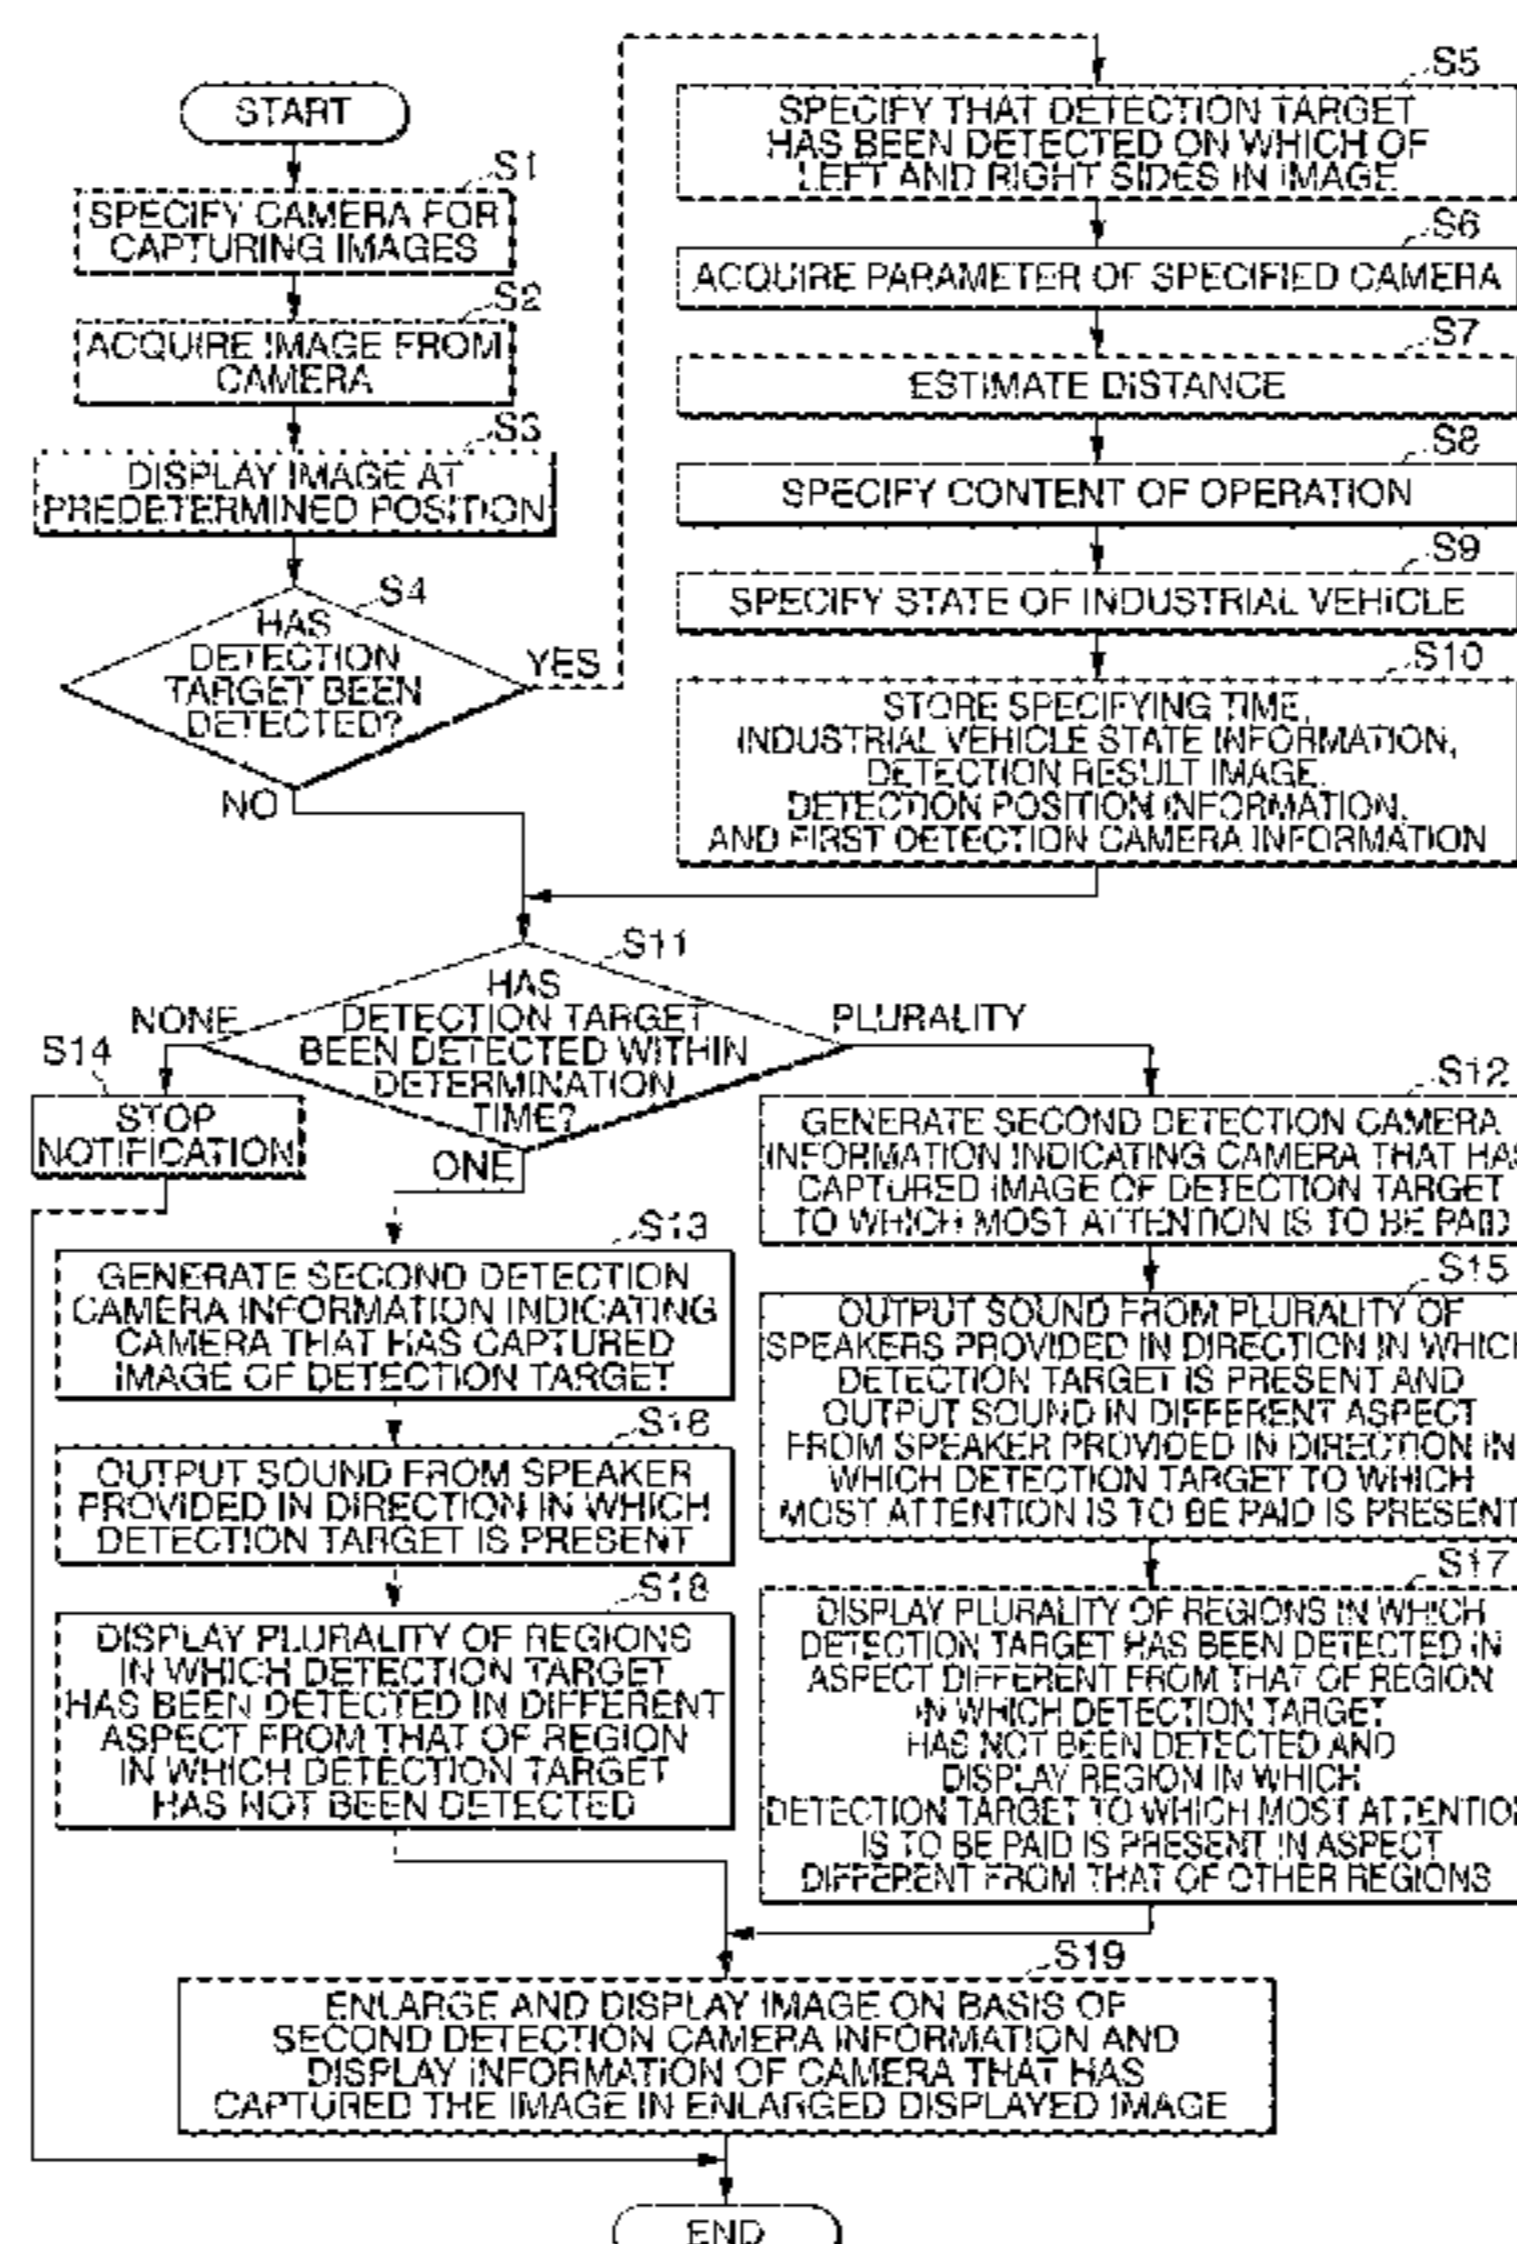 START
S1
SPECIFY CAMERA FOR
CAPTURING IMAGES
S2
ACQUIRE IMAGE FROM
CAMERA
S3
DISPLAY IMAGE AT
PREDETERMINED POSITION
S4
HAS
DETECTION
TARGET BEEN
DETECTED?
YES
NO
S5
SPECIFY THAT DETECTION TARGET
HAS BEEN DETECTED ON WHICH OF
LEFT AND RIGHT SIDES IN IMAGE
S6
ACQUIRE PARAMETER OF SPECIFIED CAMERA
S7
ESTIMATE DISTANCE
S8
SPECIFY CONTENT OF OPERATION
S9
SPECIFY STATE OF INDUSTRIAL VEHICLE
S10
STORE SPECIFYING TIME,
INDUSTRIAL VEHICLE STATE INFORMATION,
DETECTION RESULT IMAGE,
DETECTION POSITION INFORMATION,
AND FIRST DETECTION CAMERA INFORMATION
S11
HAS
DETECTION TARGET
BEEN DETECTED WITHIN
DETERMINATION
TIME?
NONE
ONE
PLURALITY
S14
STOP
NOTIFICATION
S12
GENERATE SECOND DETECTION CAMERA
INFORMATION INDICATING CAMERA THAT HAS
CAPTURED IMAGE OF DETECTION TARGET
TO WHICH MOST ATTENTION IS TO BE PAID
S13
GENERATE SECOND DETECTION
CAMERA INFORMATION INDICATING
CAMERA THAT HAS CAPTURED
IMAGE OF DETECTION TARGET
S15
OUTPUT SOUND FROM PLURALITY OF
SPEAKERS PROVIDED IN DIRECTION IN WHICH
DETECTION TARGET IS PRESENT AND
OUTPUT SOUND IN DIFFERENT ASPECT
FROM SPEAKER PROVIDED IN DIRECTION IN
WHICH DETECTION TARGET TO WHICH
MOST ATTENTION IS TO BE PAID IS PRESENT
S16
OUTPUT SOUND FROM SPEAKER
PROVIDED IN DIRECTION IN WHICH
DETECTION TARGET IS PRESENT
S17
DISPLAY PLURALITY OF REGIONS IN WHICH
DETECTION TARGET HAS BEEN DETECTED IN
ASPECT DIFFERENT FROM THAT OF REGION
IN WHICH DETECTION TARGET
HAS NOT BEEN DETECTED AND
DISPLAY REGION IN WHICH
DETECTION TARGET TO WHICH MOST ATTENTION
IS TO BE PAID IS PRESENT IN ASPECT
DIFFERENT FROM THAT OF OTHER REGIONS
S18
DISPLAY PLURALITY OF REGIONS
IN WHICH DETECTION TARGET
HAS BEEN DETECTED IN DIFFERENT
ASPECT FROM THAT OF REGION
IN WHICH DETECTION TARGET
HAS NOT BEEN DETECTED
S19
ENLARGE AND DISPLAY IMAGE ON BASIS OF
SECOND DETECTION CAMERA INFORMATION AND
DISPLAY INFORMATION OF CAMERA THAT HAS
CAPTURED THE IMAGE IN ENLARGED DISPLAYED IMAGE
END